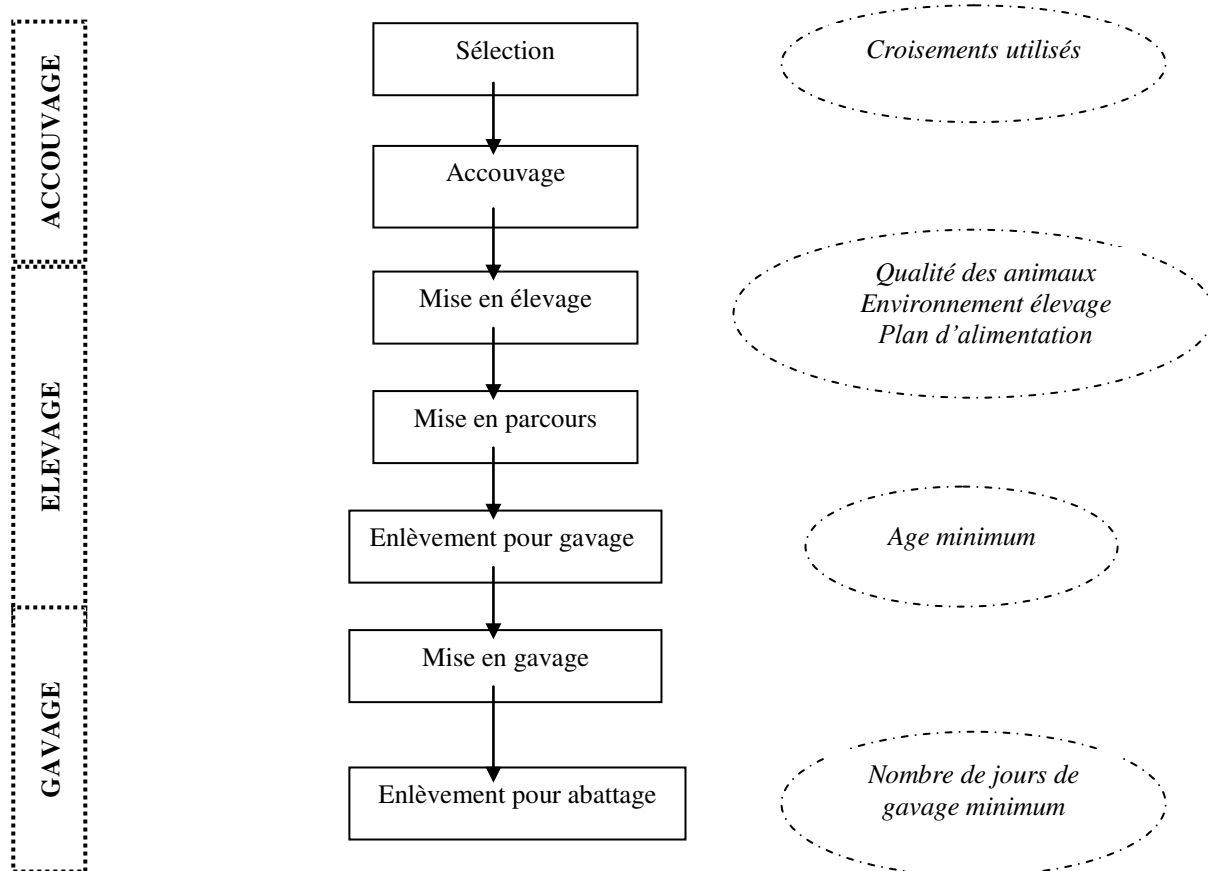 ACCOUVAGE
Sélection
Croisements utilisés
Accouvage
ELEVAGE
Mise en élevage
Qualité des animaux
Environnement élevage
Plan d'alimentation
Mise en parcours
Enlèvement pour gavage
Age minimum
GAVAGE
Mise en gavage
Enlèvement pour abattage
Nombre de jours de
gavage minimum